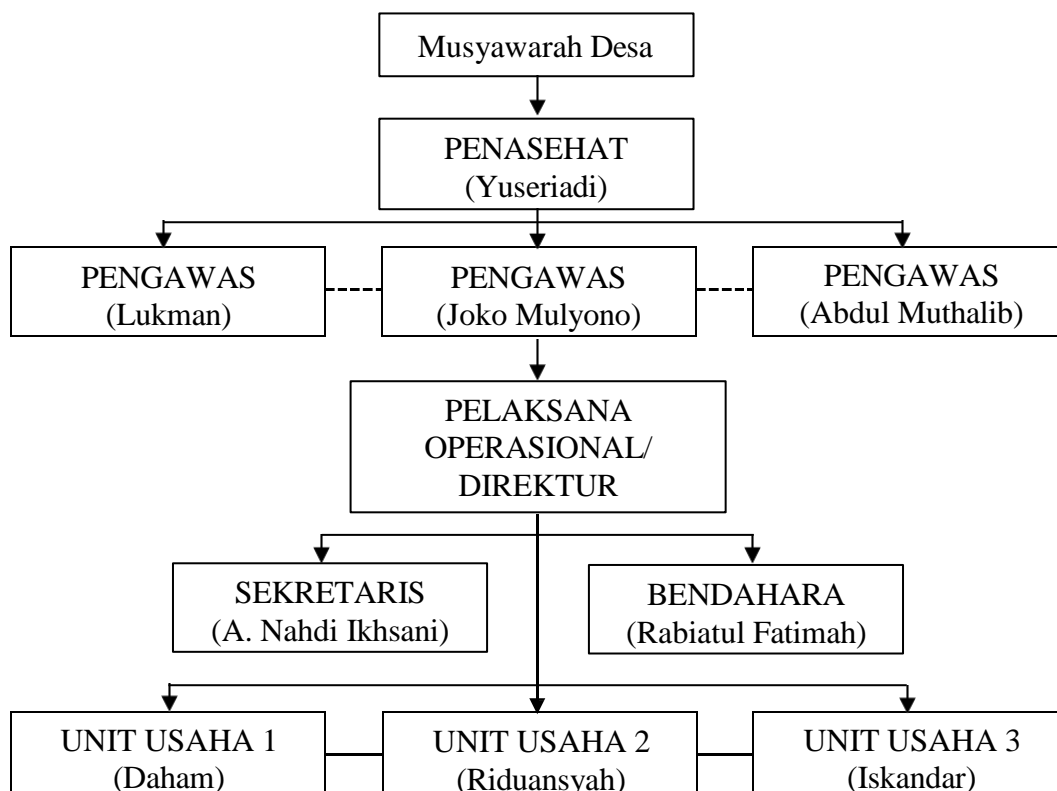 Musyawarah Desa
PENASEHAT
(Yuseriadi)
PENGAWAS
(Lukman)
PENGAWAS
(Joko Mulyono)
PENGAWAS
(Abdul Muthalib)
PELAKSANA
OPERASIONAL/
DIREKTUR
SEKRETARIS
(A. Nahdi Ikhsani)
BENDAHARA
(Rabiatul Fatimah)
UNIT USAHA 1
(Daham)
UNIT USAHA 2
(Riduansyah)
UNIT USAHA 3
(Iskandar)